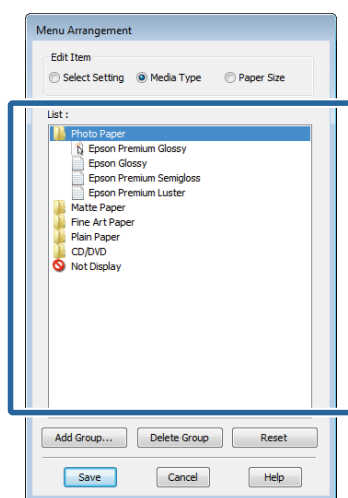 Menu Arrangement
Edit Item
Select Setting Media Type Paper Size
List :
Photo Paper
Epson Premium Glossy
Epson Glossy
Epson Premium Semigloss
Epson Premium Luster
Matte Paper
Fine Art Paper
Plain Paper
CD/DVD
Not Display
Add Group... Delete Group Reset
Save Cancel Help